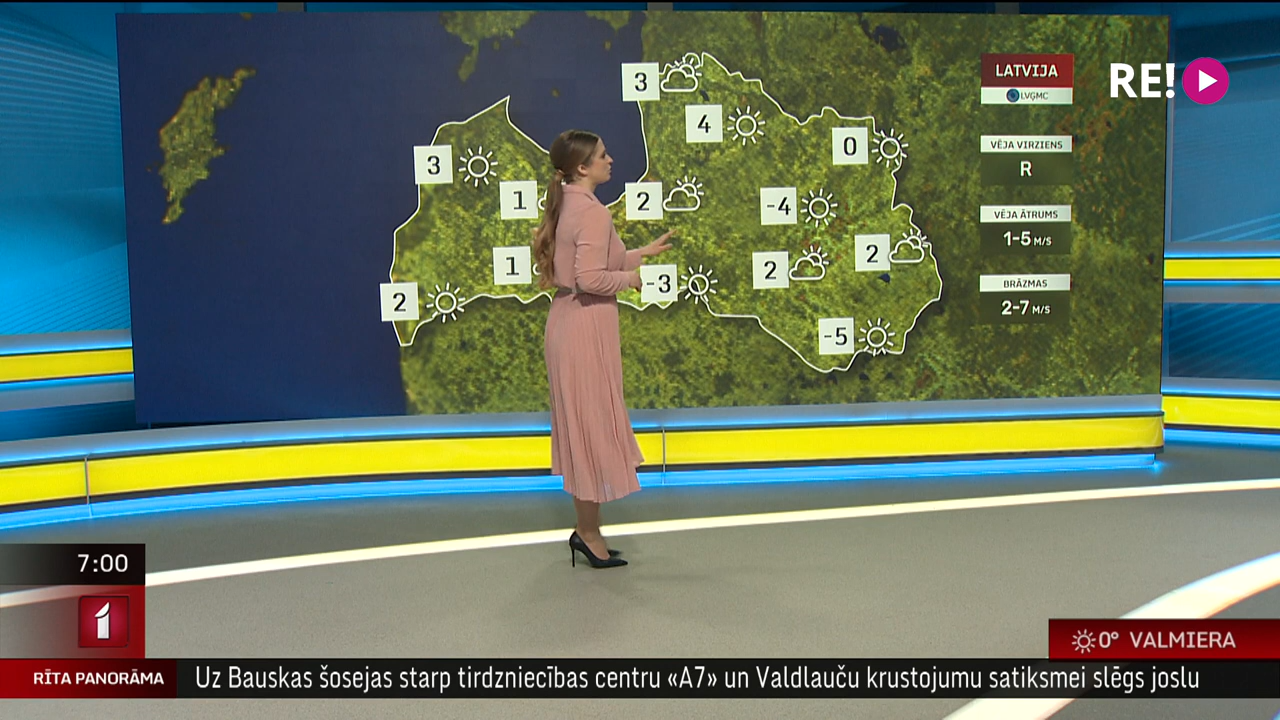 LATVIJA
LVĢMC
RE!
3
4
0
3
1
2
-4
1
-3
2
2
2
-5
VĒJA VIRZIENS
R
VĒJA ĀTRUMS
1-5 M/S
BRĀZMAS
2-7 M/S
7:00
1
0° VALMIERA
RĪTA PANORĀMA
Uz Bauskas šosejas starp tirdzniecības centru «A7» un Valdlauču krustojumu satiksmei slēgs joslu